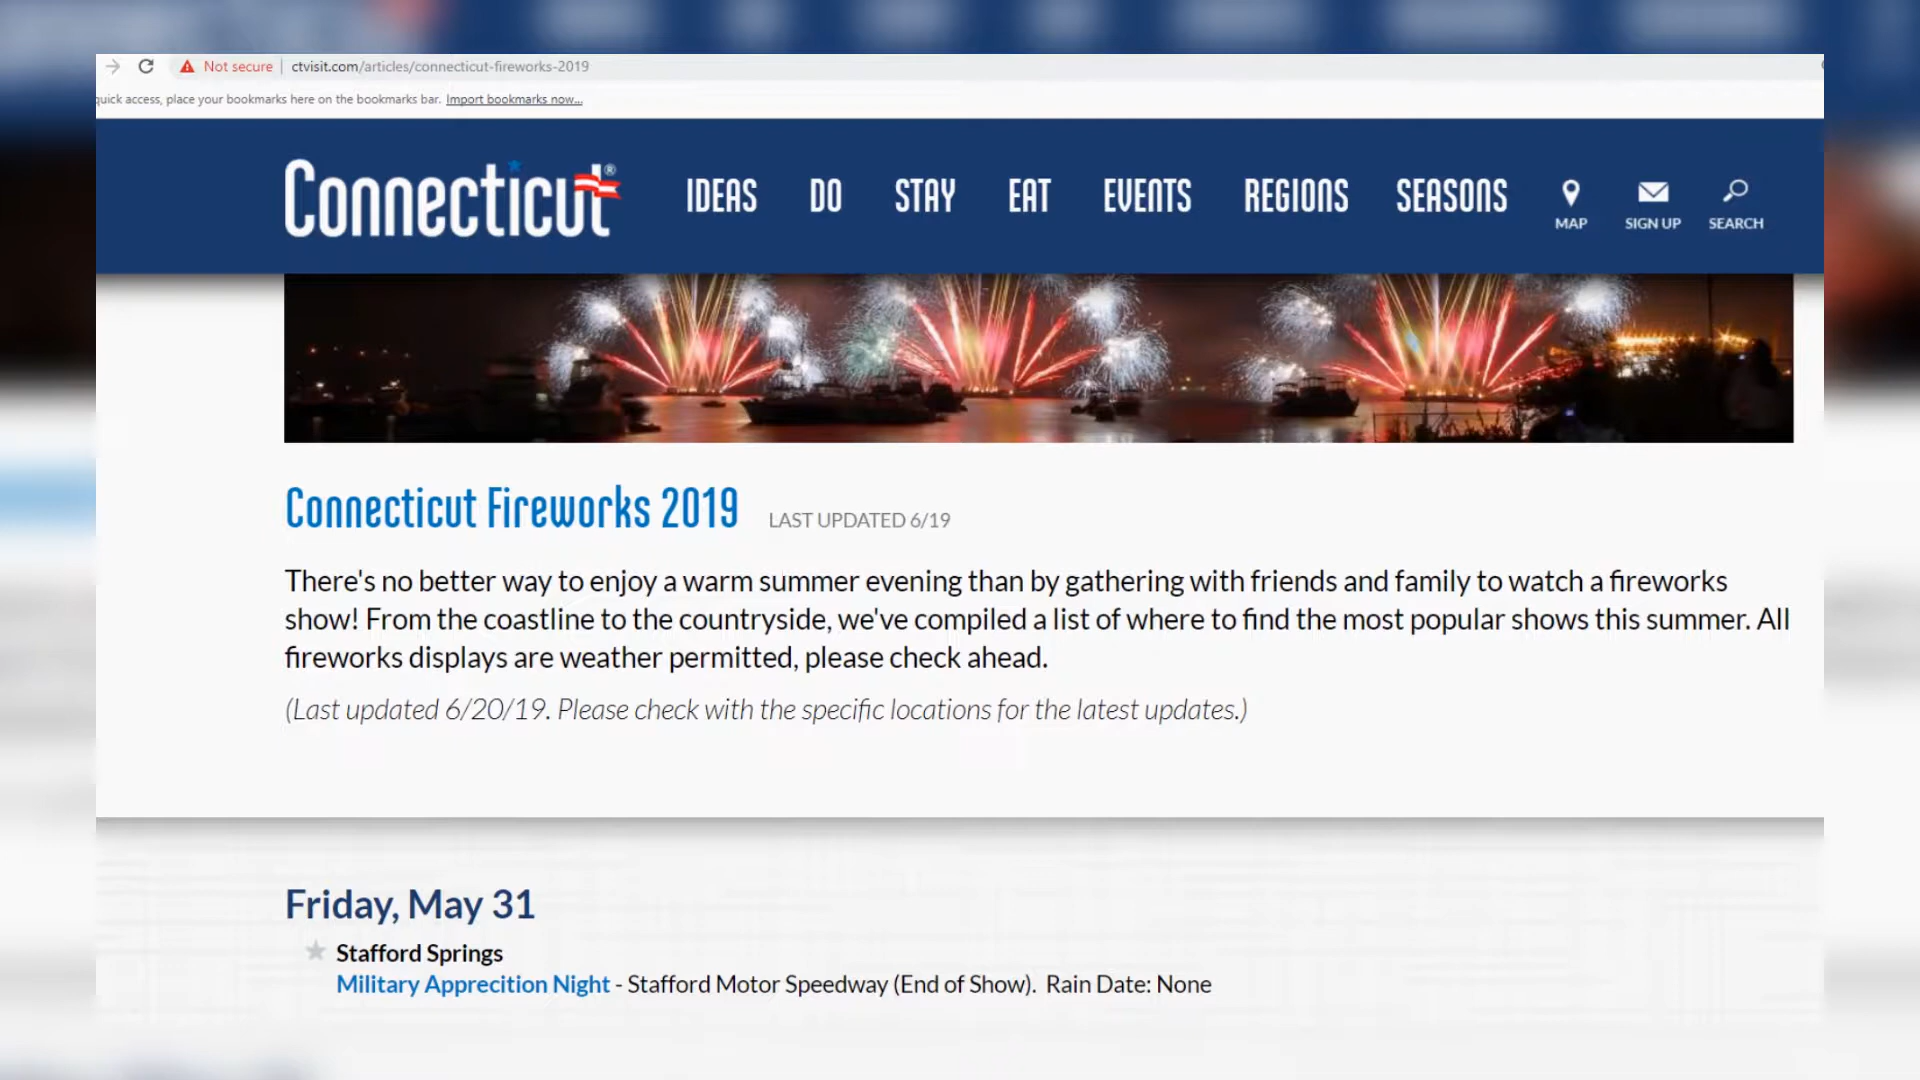 Not secure | ctvisit.com/articles/connecticut-fireworks-2019
quick access, place your bookmarks here on the bookmarks bar. Import bookmarks now...
Connecticut® IDEAS DO STAY EAT EVENTS REGIONS SEASONS MAP SIGN UP SEARCH
Connecticut Fireworks 2019 LAST UPDATED 6/19
There's no better way to enjoy a warm summer evening than by gathering with friends and family to watch a fireworks
show! From the coastline to the countryside, we've compiled a list of where to find the most popular shows this summer. All
fireworks displays are weather permitted, please check ahead.
(Last updated 6/20/19. Please check with the specific locations for the latest updates.)
Friday, May 31
Stafford Springs
Military Apprecition Night - Stafford Motor Speedway (End of Show). Rain Date: None